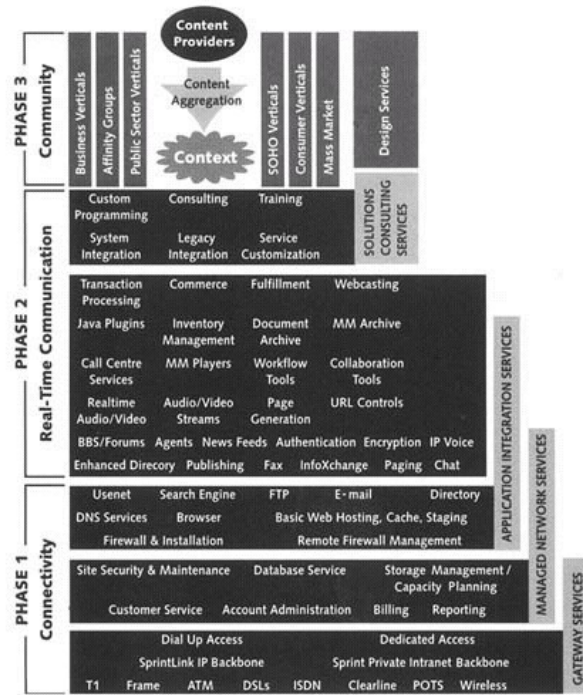 PHASE 3
Community
Business Verticals
Affinity Groups
Public Sector Verticals
Content
Providers
Content
Aggregation
Context
SOHO Verticals
Consumer Verticals
Mass Market
Design Services
PHASE 2
Real-Time Communication
Custom Programming
Consulting
Training
System Integration
Legacy Integration
Service Customization
SOLUTIONS
CONSULTING
SERVICES
Transaction Processing
Commerce
Fulfillment
Webcasting
Java Plugins
Inventory Management
Document Archive
MM Archive
Call Centre Services
MM Players
Workflow Tools
Collaboration Tools
Realtime Audio/Video
Audio/Video Streams
Page Generation
URL Controls
BBS/Forums Agents News Feeds Authentication Encryption IP Voice
Enhanced Direcory Publishing Fax InfoXchange Paging Chat
APPLICATION INTEGRATION SERVICES
PHASE 1
Connectivity
Usenet Search Engine FTP E-mail Directory
DNS Services Browser Basic Web Hosting, Cache, Staging
Firewall & Installation Remote Firewall Management
MANAGED NETWORK SERVICES
Site Security & Maintenance Database Service Storage Management /
Capacity Planning
Customer Service Account Administration Billing Reporting
GATEWAY SERVICES
Dial Up Access Dedicated Access
SprintLink IP Backbone Sprint Private Intranet Backbone
T1 Frame ATM DSLs ISDN Clearline POTS Wireless